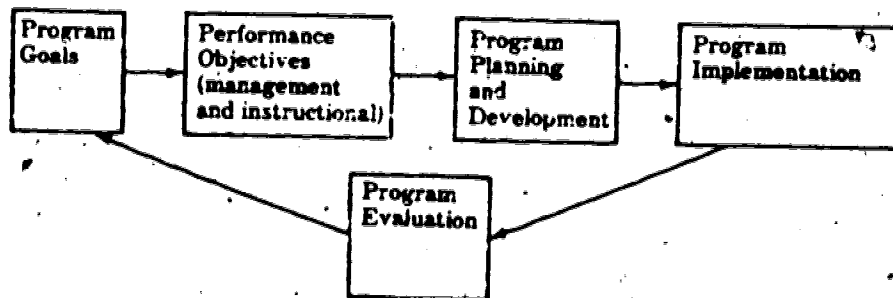 Program
Goals
Performance
Objectives
(management
and instructional)
Program
Planning
and
Development
Program
Implementation
Program
Evaluation